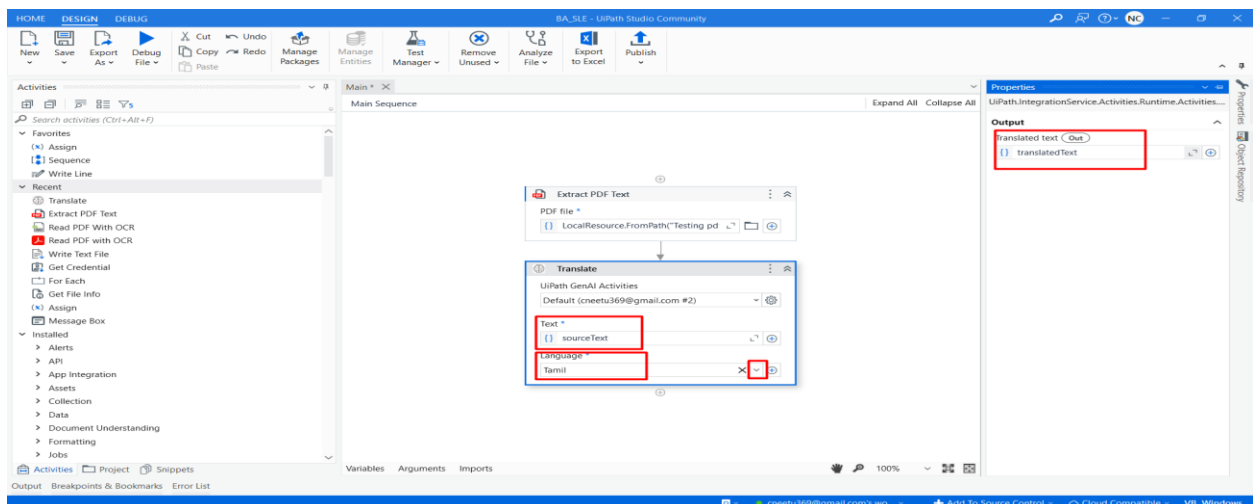 HOME DESIGN DEBUG
BA_SLE - UiPath Studio Community
NC
New Save Export As Debug File
Cut Undo
Copy Redo
Paste
Manage Packages
Manage Entities
Test Manager
Remove Unused
Analyze File
Export to Excel
Publish
Activities
Search activities (Ctrl+Alt+F)
Favorites
Assign
Sequence
Write Line
Recent
Translate
Extract PDF Text
Read PDF With OCR
Read PDF with OCR
Write Text File
Get Credential
For Each
Get File Info
Assign
Message Box
Installed
Alerts
API
App Integration
Assets
Collection
Data
Document Understanding
Formatting
Jobs
Activities Project Snippets
Output Breakpoints & Bookmarks Error List
Main *
Main Sequence
Expand All Collapse All
Extract PDF Text
PDF file *
{} LocalResource.FromPath("Testing pd
Translate
UiPath GenAI Activities
Default (cneetu369@gmail.com #2)
Text *
{} sourceText
Language *
Tamil
Variables Arguments Imports
100%
Properties
UiPath.IntegrationService.Activities.Runtime.Activities....
Output
Translated text Out
{} translatedText
Properties
Object Repository
cneetu369@gmail.com's wo...
Add To Source Control
Cloud Compatible
VB, Windows